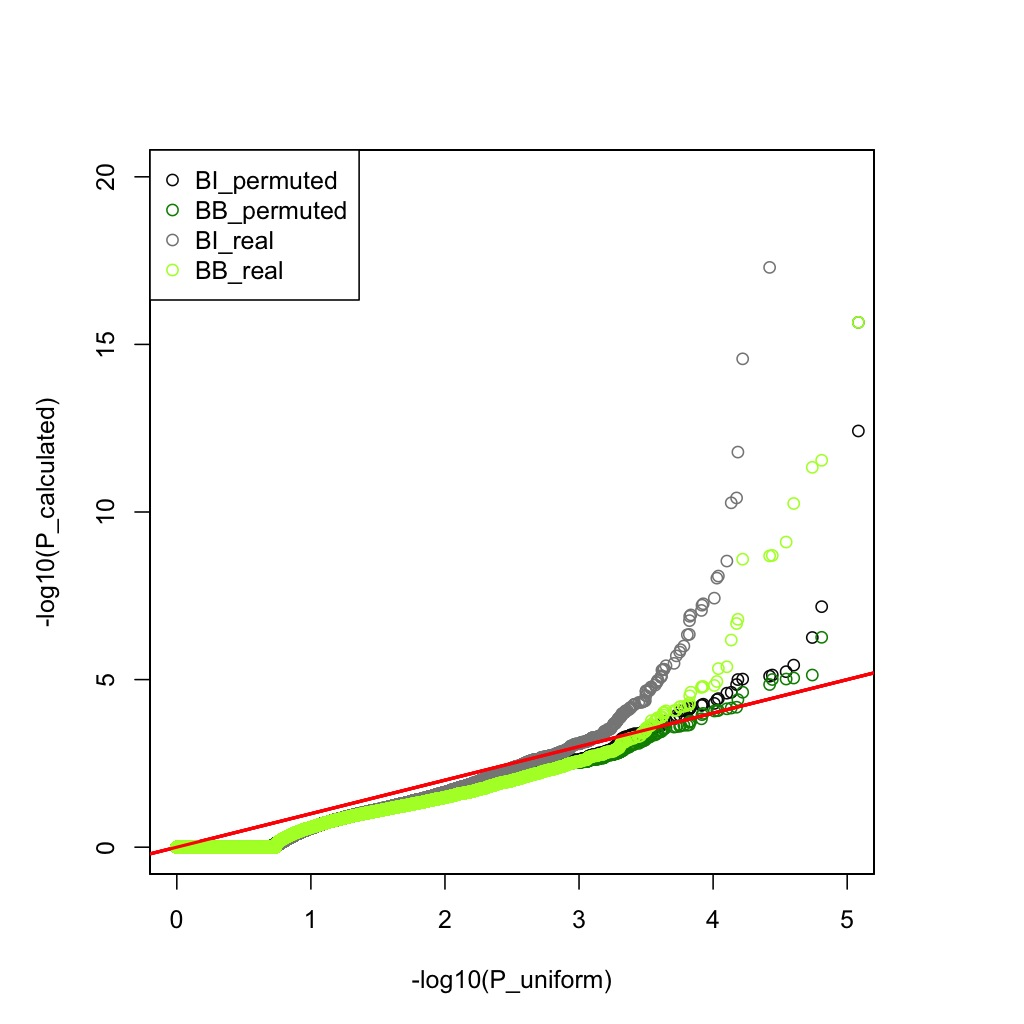 20
15
10
5
0
-log10(P_calculated)
BI_permuted
BB_permuted
BI_real
BB_real
0 1 2 3 4 5
-log10(P_uniform)